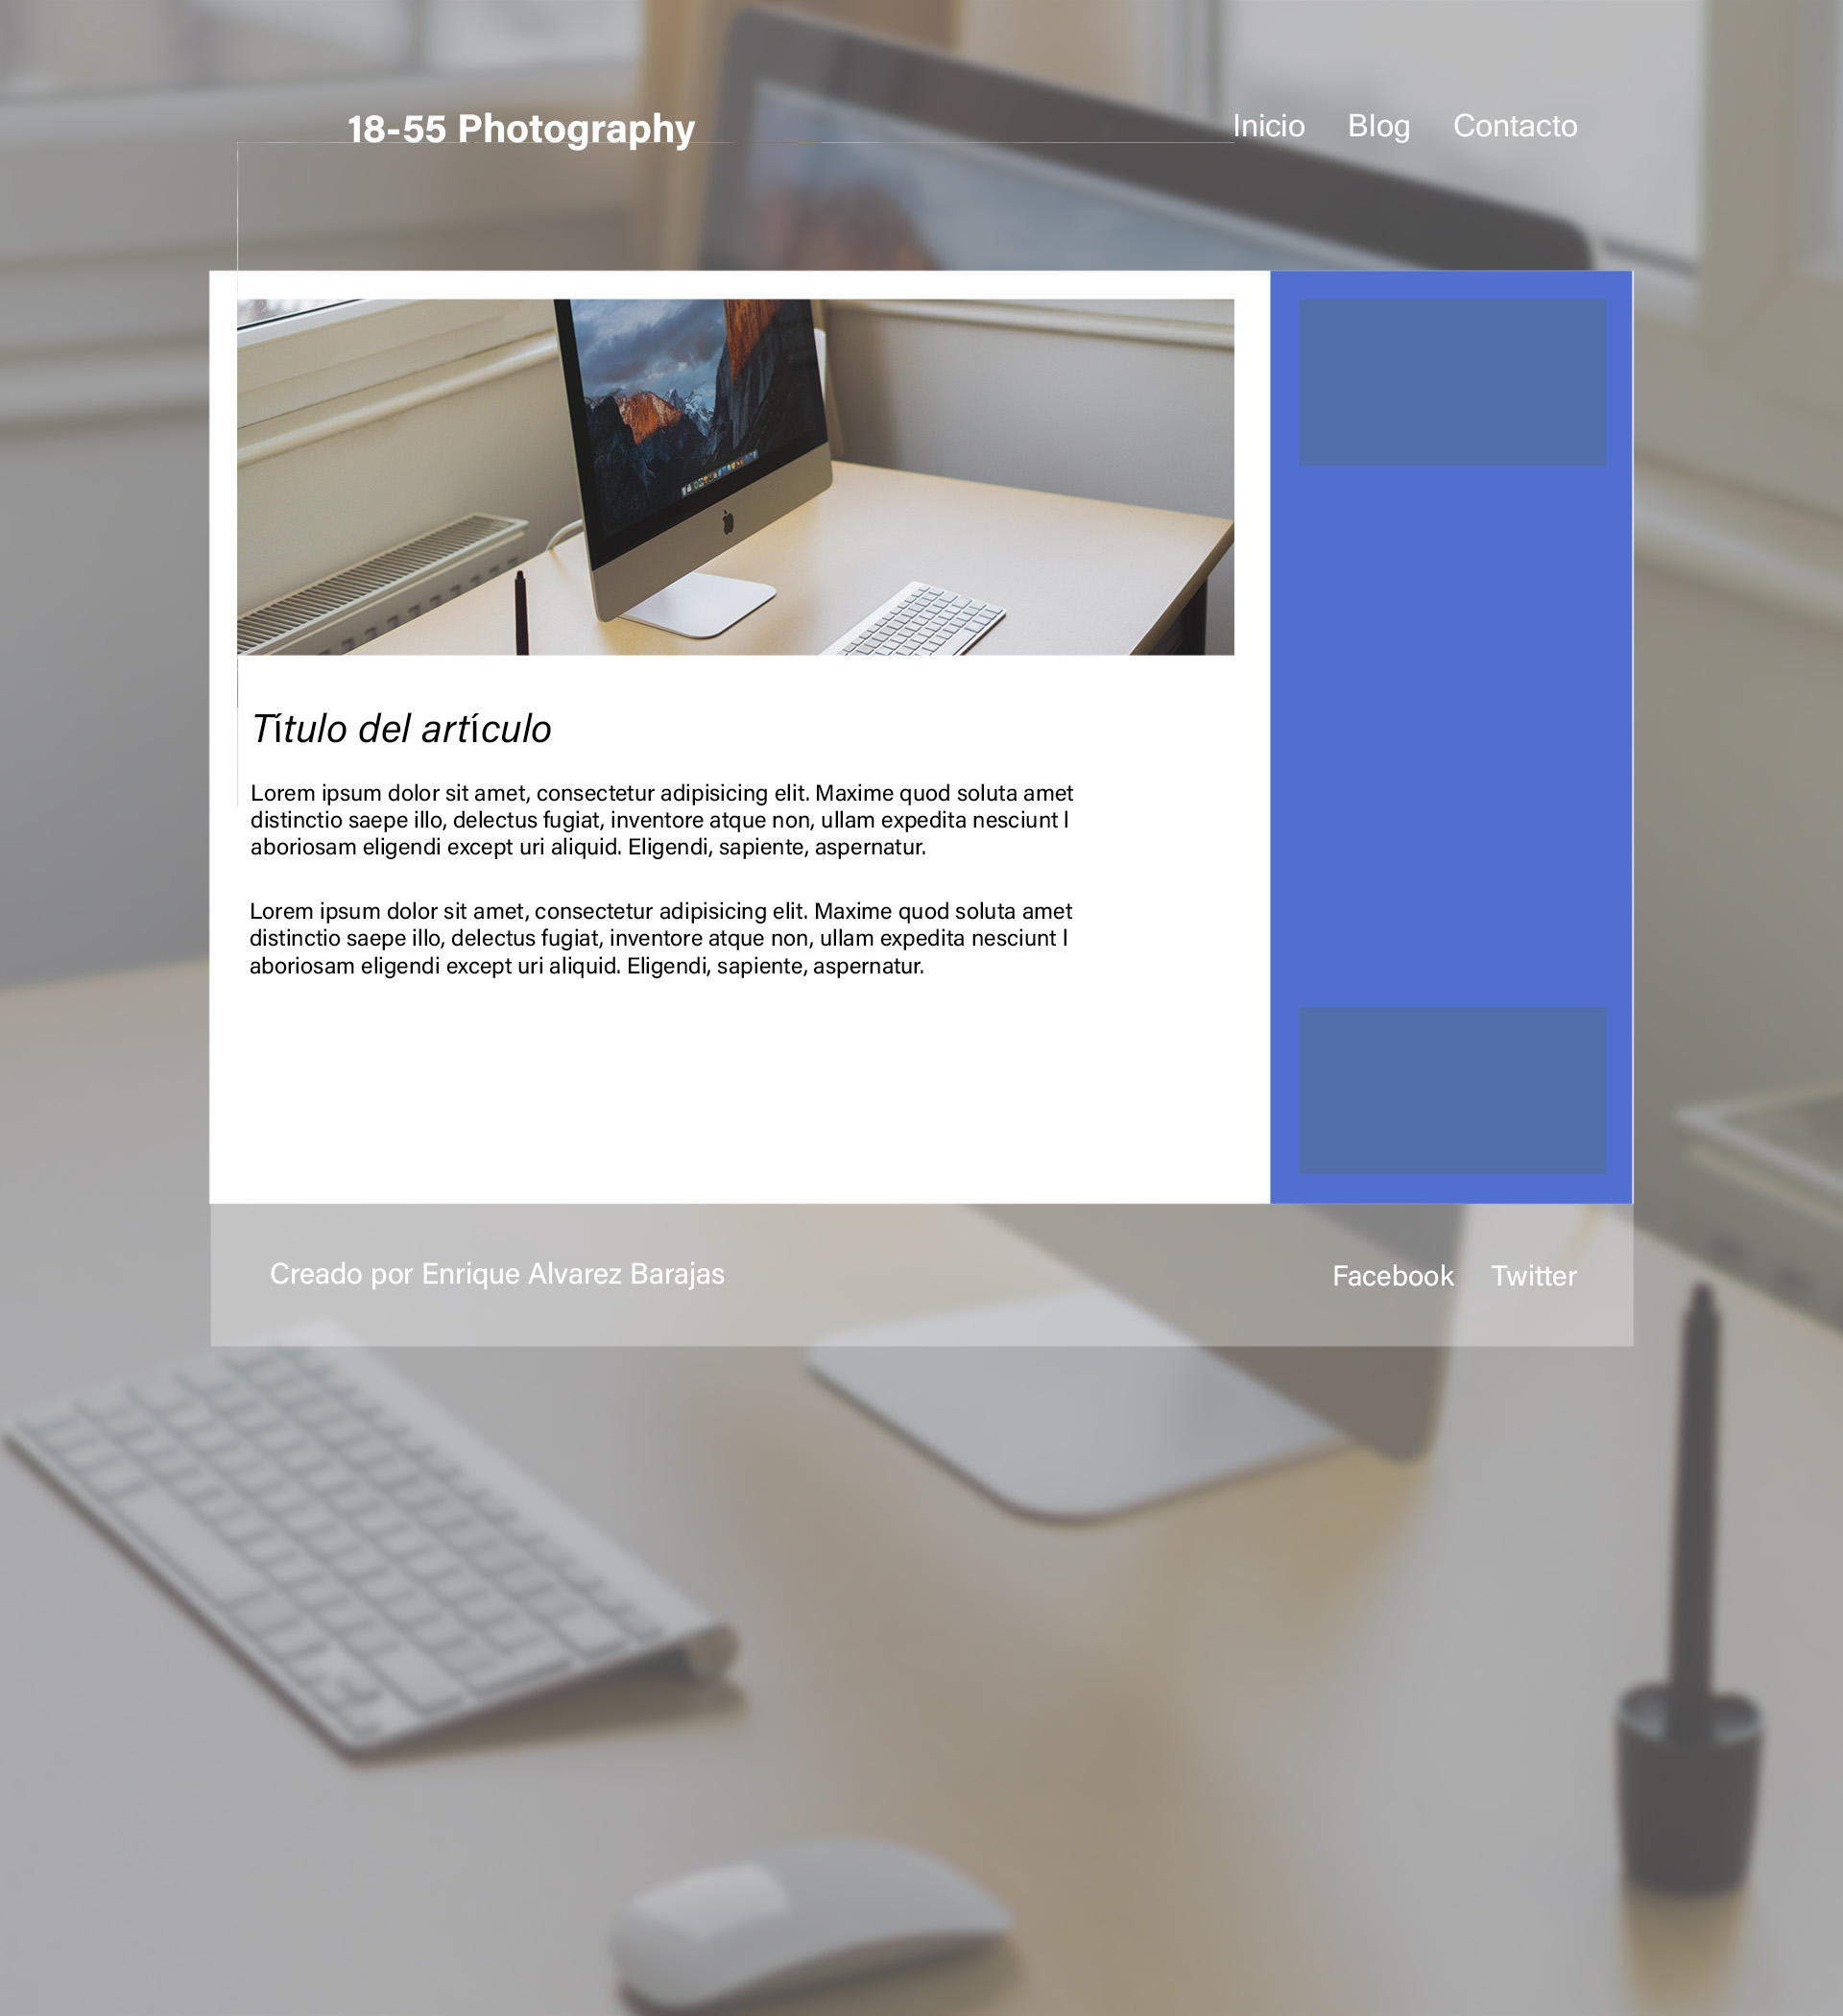 18-55 Photography
Inicio Blog Contacto
Título del artículo
Lorem ipsum dolor sit amet, consectetur adipisicing elit. Maxime quod soluta amet
distinctio saepe illo, delectus fugiat, inventore atque non, ullam expedita nesciunt l
aboriosam eligendi except uri aliquid. Eligendi, sapiente, aspernatur.
Lorem ipsum dolor sit amet, consectetur adipisicing elit. Maxime quod soluta amet
distinctio saepe illo, delectus fugiat, inventore atque non, ullam expedita nesciunt l
aboriosam eligendi except uri aliquid. Eligendi, sapiente, aspernatur.
Creado por Enrique Alvarez Barajas
Facebook Twitter